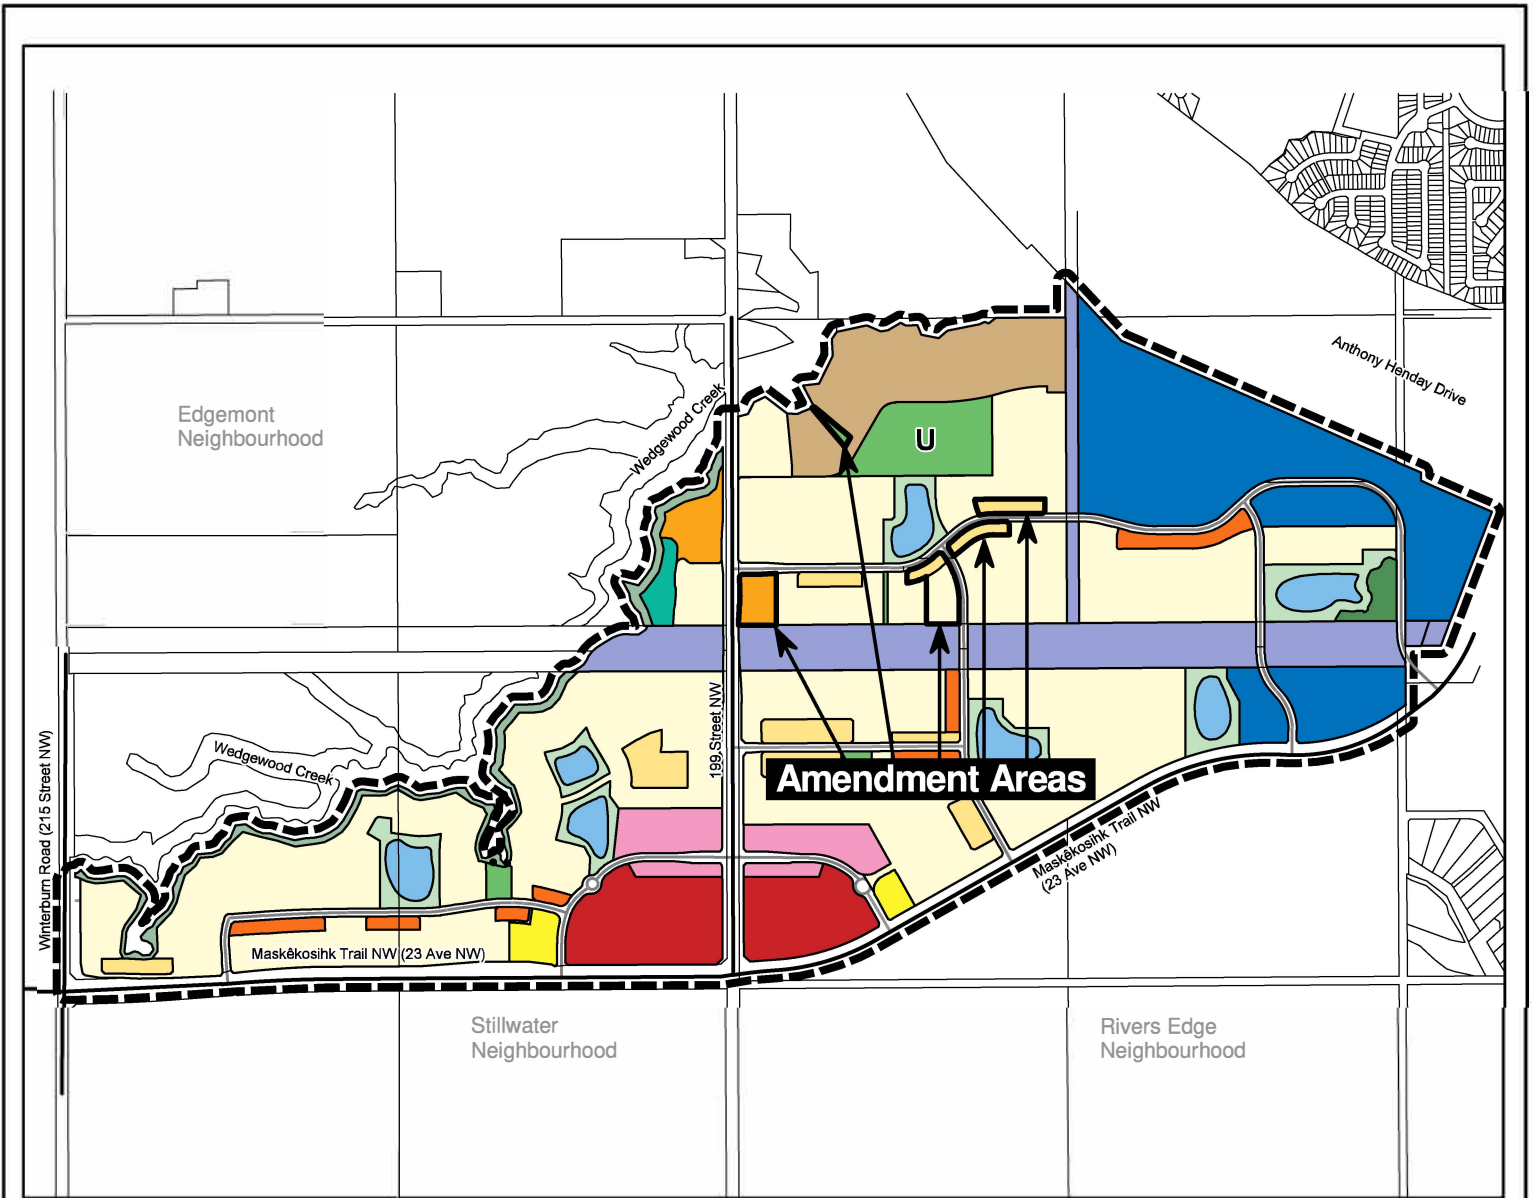 Anthony Henday Drive
Edgemont
Neighbourhood
Wedgewood Creek
U
199 Street NW
Wedgewood Creek
Winterburn Road (215 Street NW)
Amendment Areas
Maskêkosihk Trail NW
(23 Ave NW)
Maskêkosihk Trail NW (23 Ave NW)
Stillwater
Neighbourhood
Rivers Edge
Neighbourhood